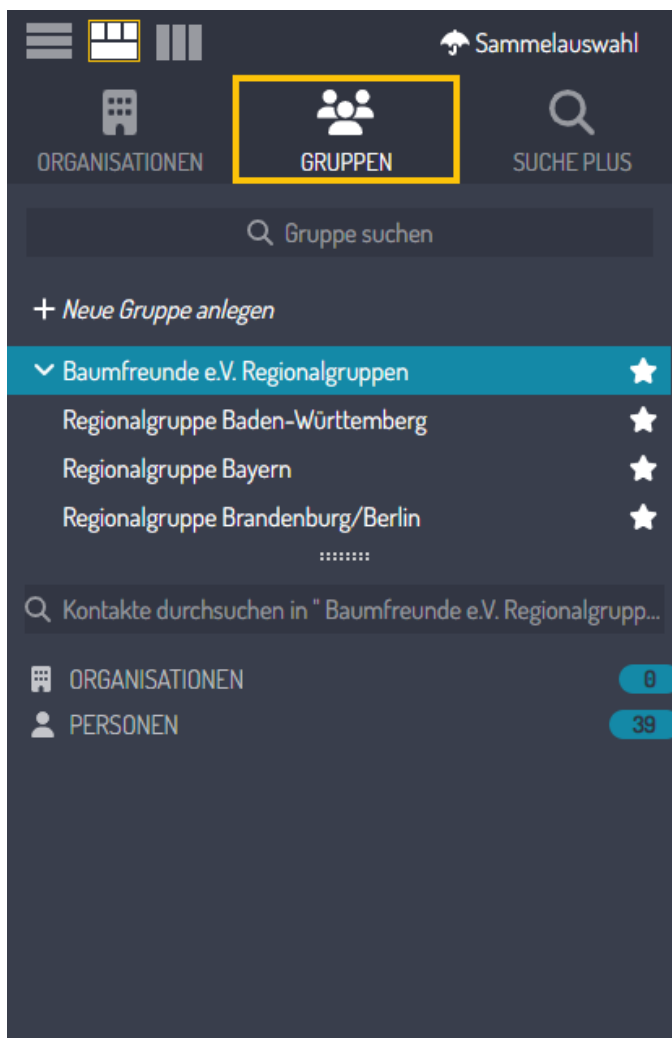 Sammelauswahl
ORGANISATIONEN
GRUPPEN
SUCHE PLUS
Gruppe suchen
+ Neue Gruppe anlegen
Baumfreunde e.V. Regionalgruppen
Regionalgruppe Baden-Württemberg
Regionalgruppe Bayern
Regionalgruppe Brandenburg/Berlin
Kontakte durchsuchen in " Baumfreunde e.V. Regionalgrupp...
ORGANISATIONEN 0
PERSONEN 39